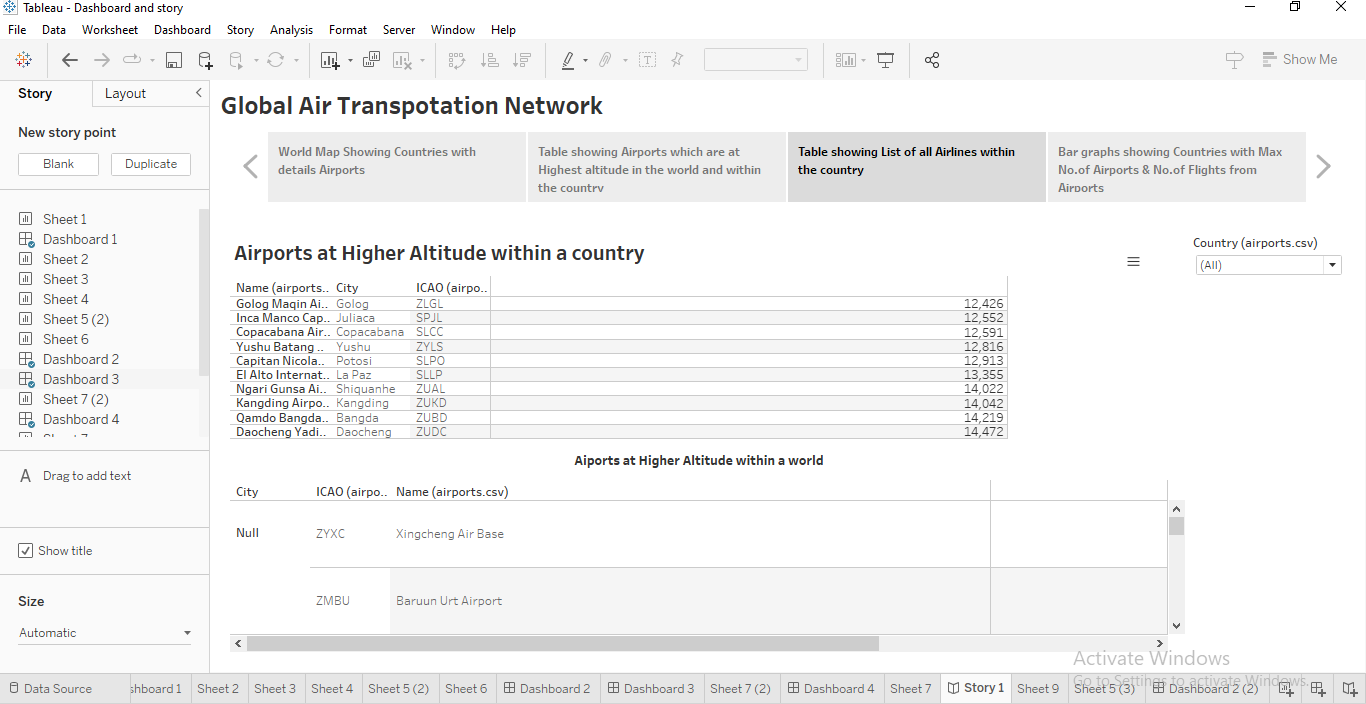 Tableau - Dashboard and story
File Data Worksheet Dashboard Story Analysis Format Server Window Help
Show Me
Story Layout
New story point
Blank Duplicate
Sheet 1
Dashboard 1
Sheet 2
Sheet 3
Sheet 4
Sheet 5 (2)
Sheet 6
Dashboard 2
Dashboard 3
Sheet 7 (2)
Dashboard 4
Drag to add text
Show title
Size
Automatic
Global Air Transpotation Network
World Map Showing Countries with
details Airports
Table showing Airports which are at
Highest altitude in the world and within
the country
Table showing List of all Airlines within
the country
Bar graphs showing Countries with Max
No.of Airports & No.of Flights from
Airports
Airports at Higher Altitude within a country
Country (airports.csv)
(All)
Name (airports.. City ICAO (airpo..
Golog Maqin Ai.. Golog ZLGL 12,426
Inca Manco Cap.. Juliaca SPJL 12,552
Copacabana Air.. Copacabana SLCC 12,591
Yushu Batang .. Yushu ZYLS 12,816
Capitan Nicola.. Potosi SLPO 12,913
El Alto Internat.. La Paz SLLP 13,355
Ngari Gunsa Ai.. Shiquanhe ZUAL 14,022
Kangding Airpo.. Kangding ZUKD 14,042
Qamdo Bangda.. Bangda ZUBD 14,219
Daocheng Yadi.. Daocheng ZUDC 14,472
Aiports at Higher Altitude within a world
City ICAO (airpo.. Name (airports.csv)
Null ZYXC Xingcheng Air Base
ZMBU Baruun Urt Airport
Activate Windows
Go to Settings to activate Windows.
Data Source shboard 1 Sheet 2 Sheet 3 Sheet 4 Sheet 5 (2) Sheet 6 Dashboard 2 Dashboard 3 Sheet 7 (2) Dashboard 4 Sheet 7 Story 1 Sheet 9 Sheet 5 (3) Dashboard 2 (2)